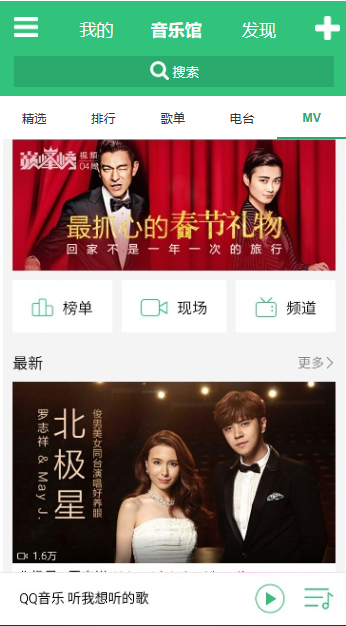 我的 音乐馆 发现
搜索
精选 排行 歌单 电台 MV
巅峰榜 视频
04周
最抓心的春节礼物
回家不是一年一次的旅行
榜单 现场 频道
最新 更多
北极星
罗志祥 & May J.
俊男美女同台演唱好养眼
1.6万
QQ音乐 听我想听的歌